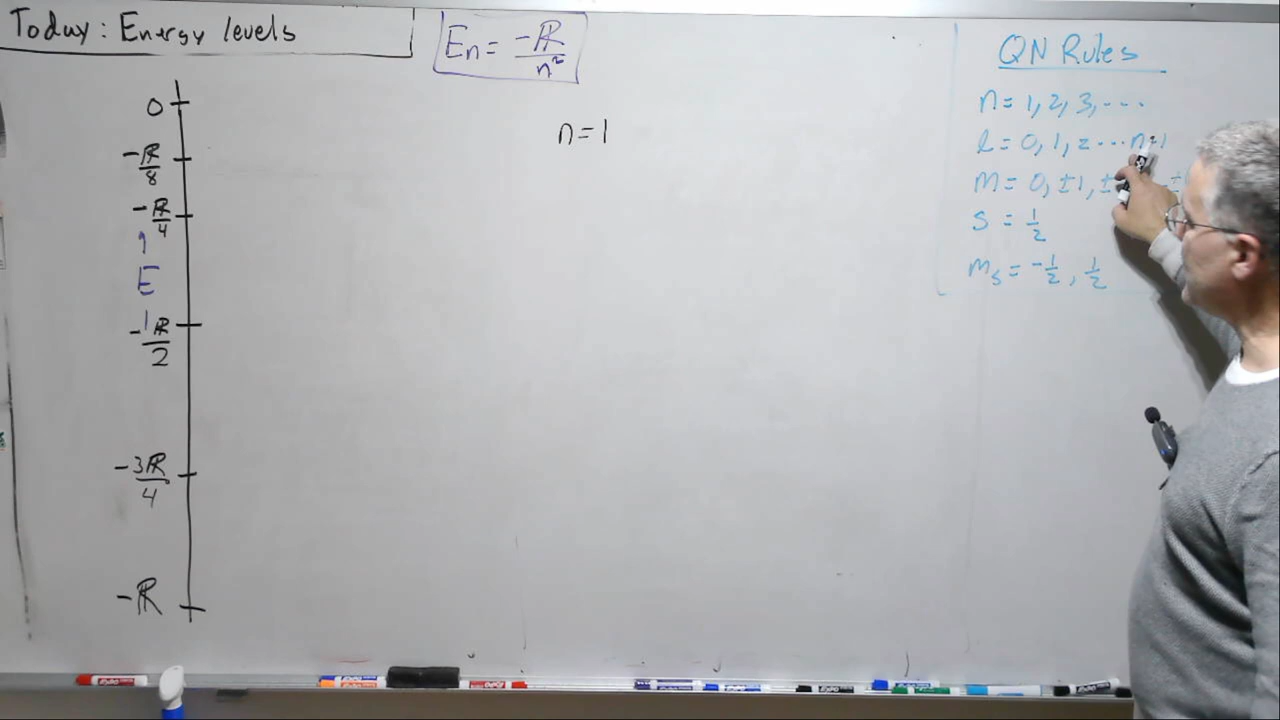 Today: Energy levels
Eₙ = -ℝ/n²
n=1
0
-ℝ/8
-ℝ/4
↑
E
-ℝ/2
-3ℝ/4
-ℝ
QN Rules
n = 1, 2, 3, ...
l = 0, 1, 2 ... n-1
m = 0, ±1, ±
s = 1/2
mₛ = -1/2, 1/2